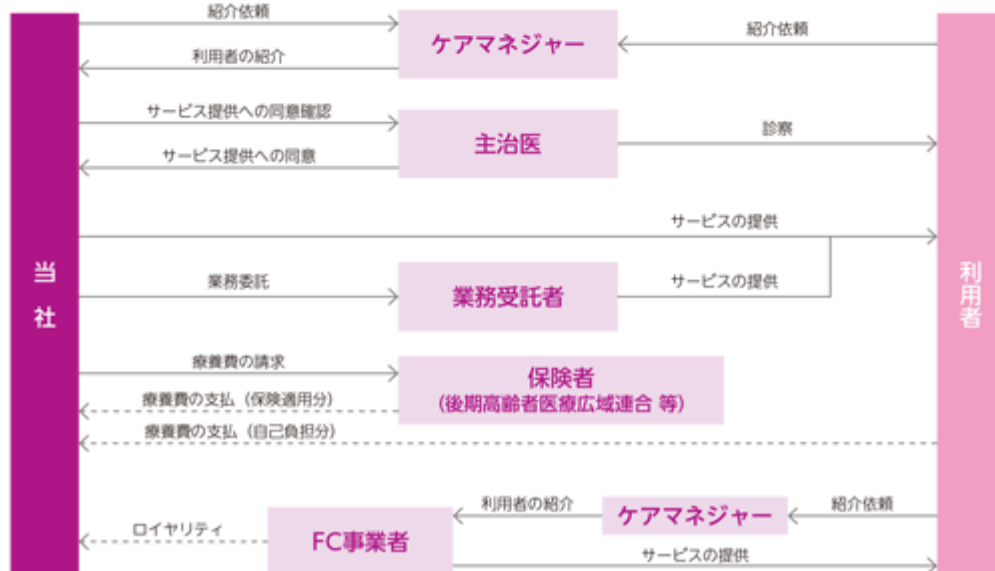 紹介依頼
ケアマネジャー
紹介依頼
利用者の紹介
サービス提供への同意確認
主治医
診察
サービス提供への同意
サービスの提供
当社
業務委託
業務受託者
サービスの提供
利用者
療養費の請求
保険者
(後期高齢者医療広域連合 等)
療養費の支払（保険適用分）
療養費の支払（自己負担分）
利用者の紹介
ケアマネジャー
紹介依頼
ロイヤリティ
FC事業者
サービスの提供